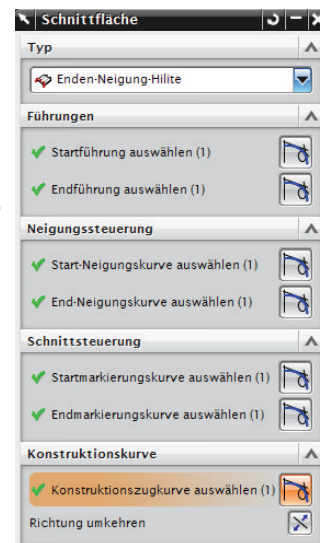 Schnittfläche
Typ
Enden-Neigung-Hilite
Führungen
Startführung auswählen (1)
Endführung auswählen (1)
Neigungssteuerung
Start-Neigungskurve auswählen (1)
End-Neigungskurve auswählen (1)
Schnittsteuerung
Startmarkierungskurve auswählen (1)
Endmarkierungskurve auswählen (1)
Konstruktionskurve
Konstruktionszugkurve auswählen (1)
Richtung umkehren